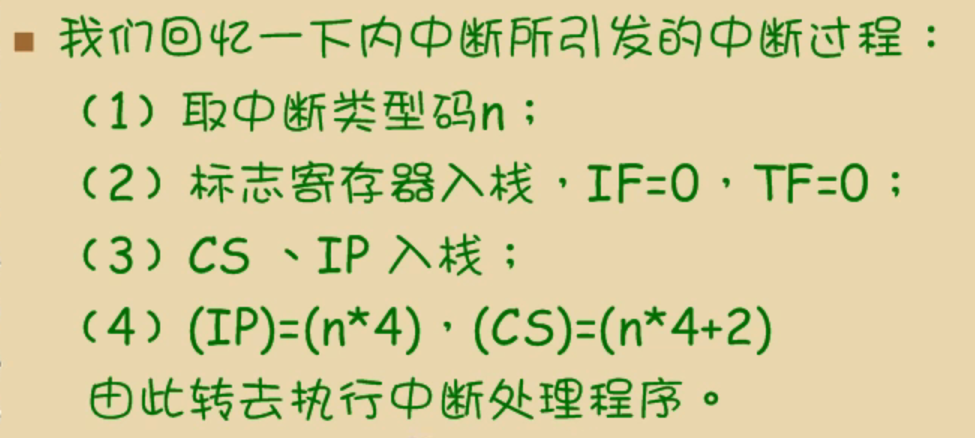 ■ 我们回忆一下内中断所引发的中断过程：
（1）取中断类型码n；
（2）标志寄存器入栈，IF=0，TF=0；
（3）CS 、IP 入栈；
（4）(IP)=(n*4)，(CS)=(n*4+2)
由此转去执行中断处理程序。